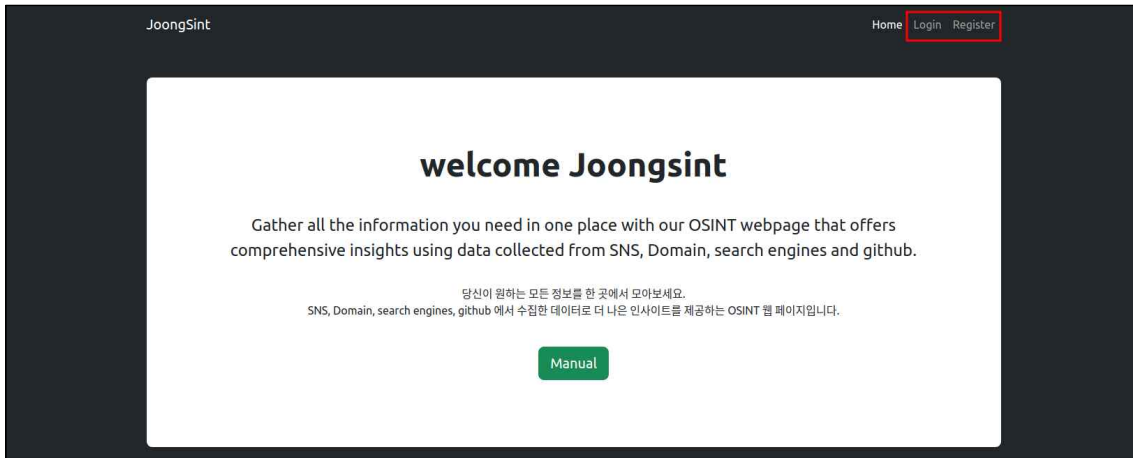 JoongSint
Home Login Register
welcome Joongsint
Gather all the information you need in one place with our OSINT webpage that offers
comprehensive insights using data collected from SNS, Domain, search engines and github.
당신이 원하는 모든 정보를 한 곳에서 모아보세요.
SNS, Domain, search engines, github 에서 수집한 데이터로 더 나은 인사이트를 제공하는 OSINT 웹 페이지입니다.
Manual